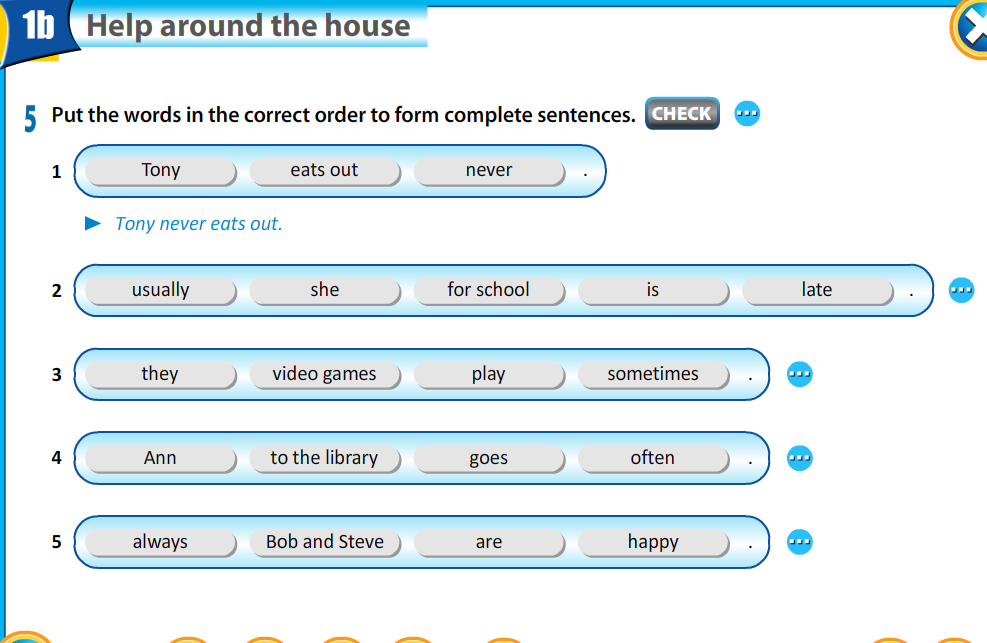 1b Help around the house
5 Put the words in the correct order to form complete sentences. CHECK
1 Tony eats out never .
Tony never eats out.
2 usually she for school is late .
3 they video games play sometimes .
4 Ann to the library goes often .
5 always Bob and Steve are happy .